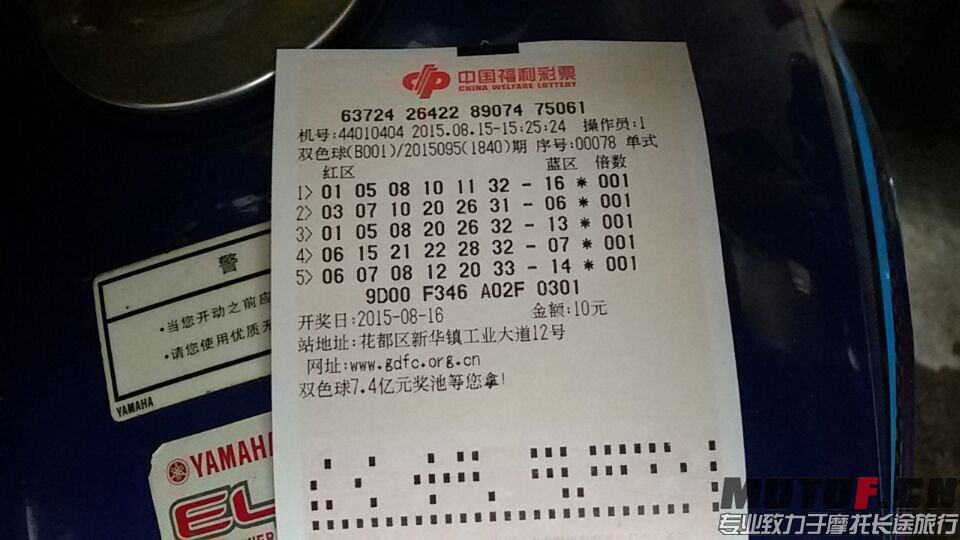 中国福利彩票
CHINA WELFARE LOTTERY
63724 26422 89074 75061
机号:44010404 2015.08.15-15:25:24 操作员:1
双色球(B001)/2015095(1840)期 序号:00078 单式
红区 蓝区 倍数
1> 01 05 08 10 11 32 - 16 * 001
2> 03 07 10 20 26 31 - 06 * 001
3> 01 05 08 20 26 32 - 13 * 001
4> 06 15 21 22 28 32 - 07 * 001
5> 06 07 08 12 20 33 - 14 * 001
9D00 F346 A02F 0301
开奖日:2015-08-16 金额:10元
站地址:花都区新华镇工业大道12号
网址:www.gdfc.org.cn
双色球7.4亿元奖池等您拿!
警
•当您开动之前应
•请您使用优质无
YAMAHA
YAMAHA
EL
MOTOF.CN
专业致力于摩托长途旅行